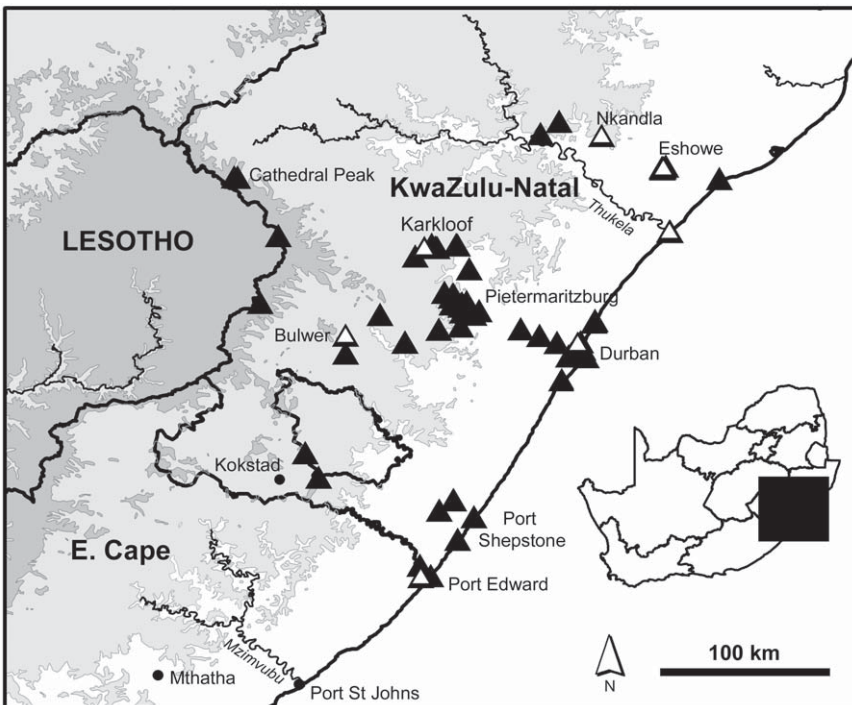 Nkandla
Eshowe
Cathedral Peak
KwaZulu-Natal
Thukela
Karkloof
LESOTHO
Pietermaritzburg
Bulwer
Durban
Kokstad
Port
Shepstone
E. Cape
Port Edward
Mzimvubu
100 km
N
Mthatha
Port St Johns